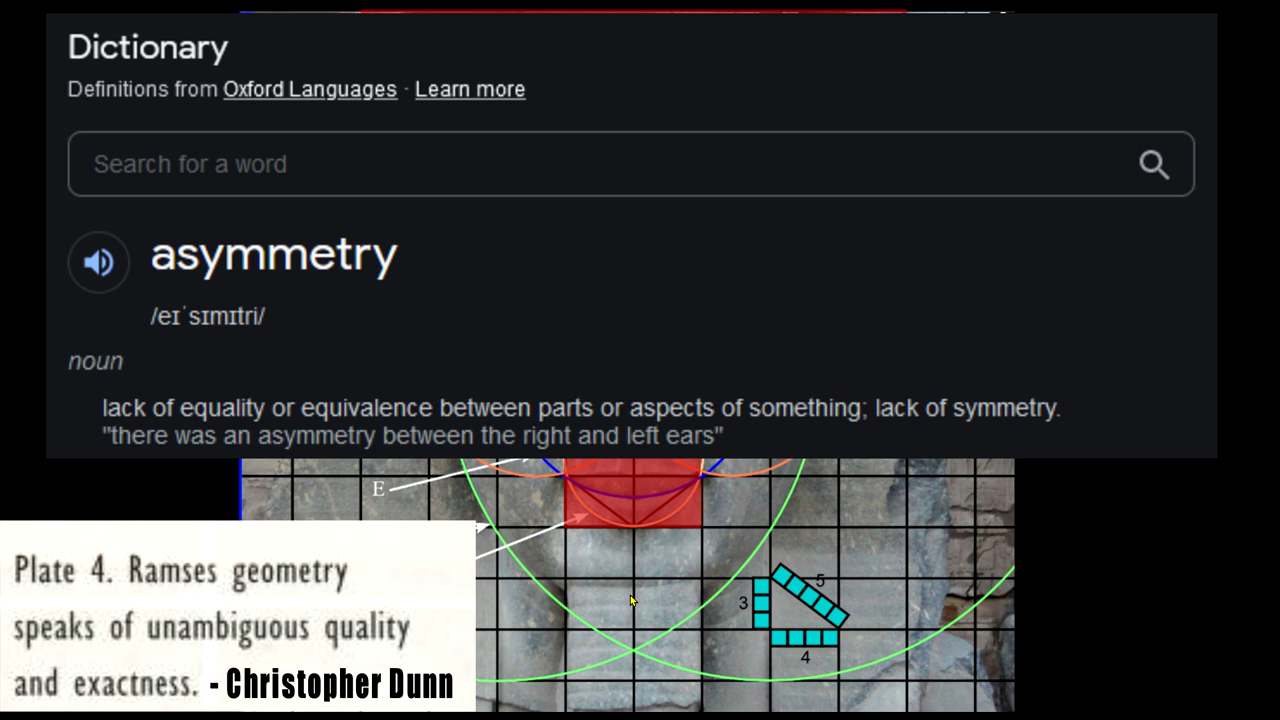 Dictionary
Definitions from Oxford Languages · Learn more
Search for a word
asymmetry
/eɪˈsɪmɪtri/
noun
lack of equality or equivalence between parts or aspects of something; lack of symmetry.
"there was an asymmetry between the right and left ears"
E
5
3
4
Plate 4. Ramses geometry
speaks of unambiguous quality
and exactness. - Christopher Dunn